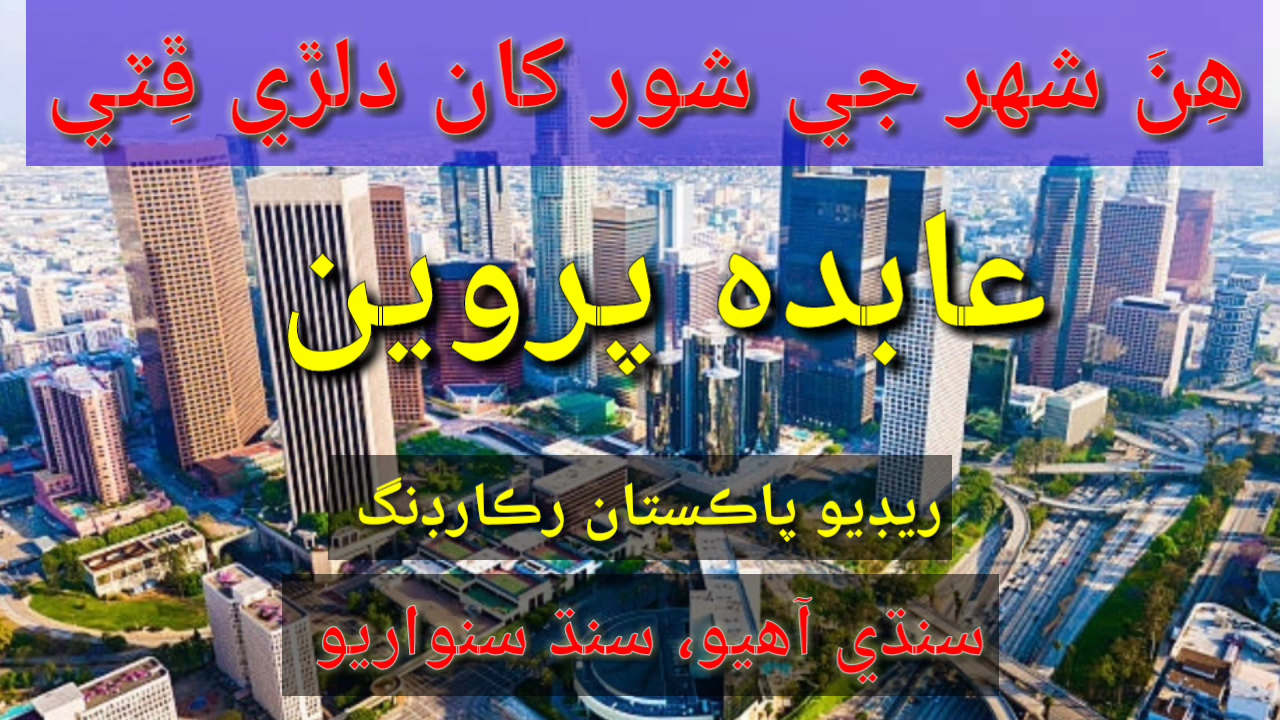 هِنَ شهر جي شور کان دلڙي ڦِٽي
عابده پروين
ريڊيو پاڪستان رڪارڊنگ
سنڌي آهيو، سنڌ سنواريو